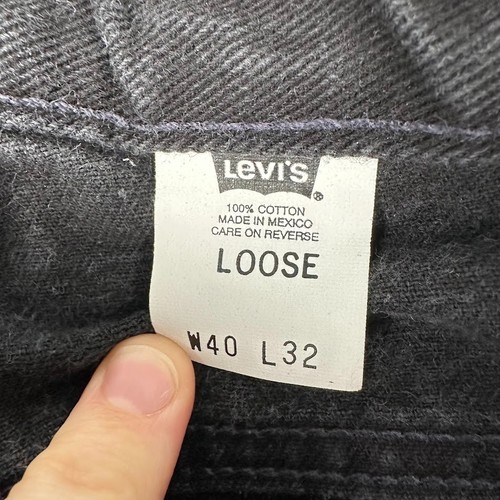 Levi's
100% COTTON
MADE IN MEXICO
CARE ON REVERSE
LOOSE
W40 L32